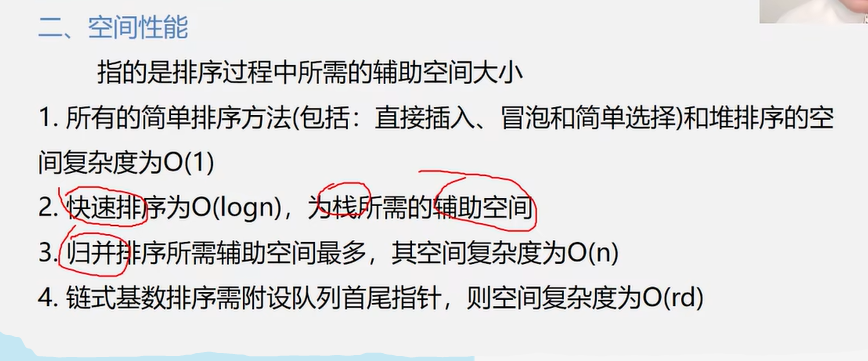 二、空间性能
指的是排序过程中所需的辅助空间大小
1. 所有的简单排序方法(包括：直接插入、冒泡和简单选择)和堆排序的空
间复杂度为O(1)
2. 快速排序为O(logn)，为栈所需的辅助空间
3. 归并排序所需辅助空间最多，其空间复杂度为O(n)
4. 链式基数排序需附设队列首尾指针，则空间复杂度为O(rd)